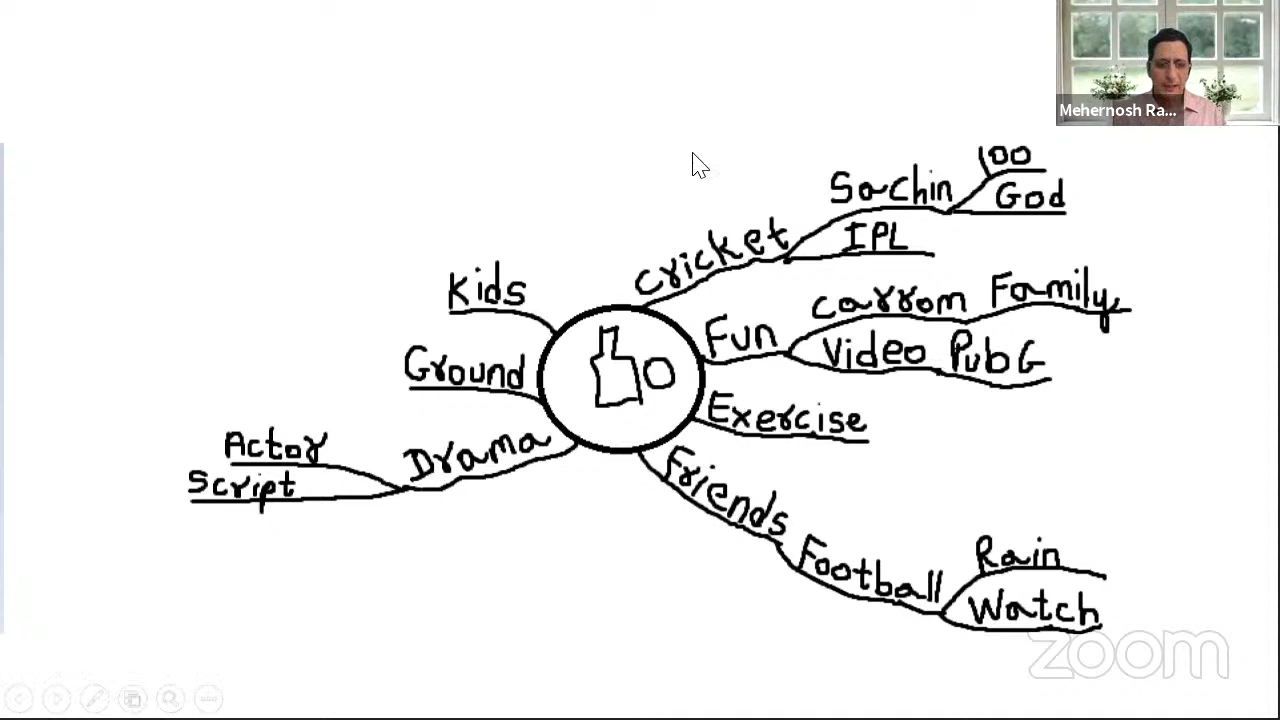 Mehernosh Ra...
100
Sachin
God
Cricket
IPL
Kids
Carrom Family
Fun
Video PubG
Ground
Exercise
Actor
Drama
Script
Friends
Football
Rain
Watch
zoom